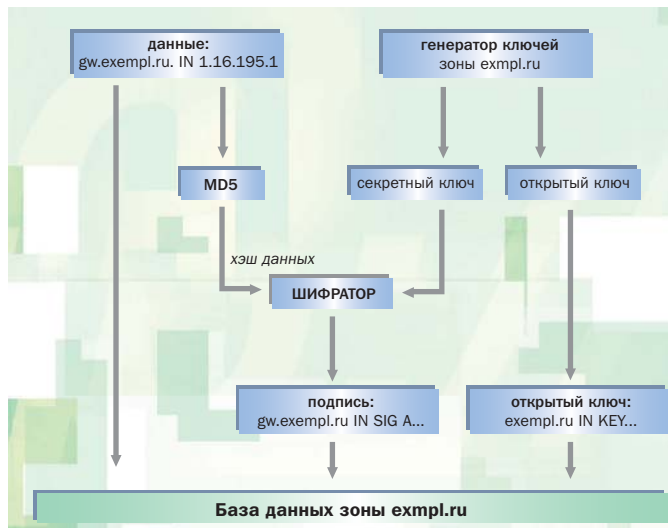 данные:
gw.exempl.ru. IN 1.16.195.1
генератор ключей
зоны exmpl.ru
MD5
секретный ключ
открытый ключ
хэш данных
ШИФРАТОР
подпись:
gw.exempl.ru IN SIG A...
открытый ключ:
exempl.ru IN KEY...
База данных зоны exmpl.ru